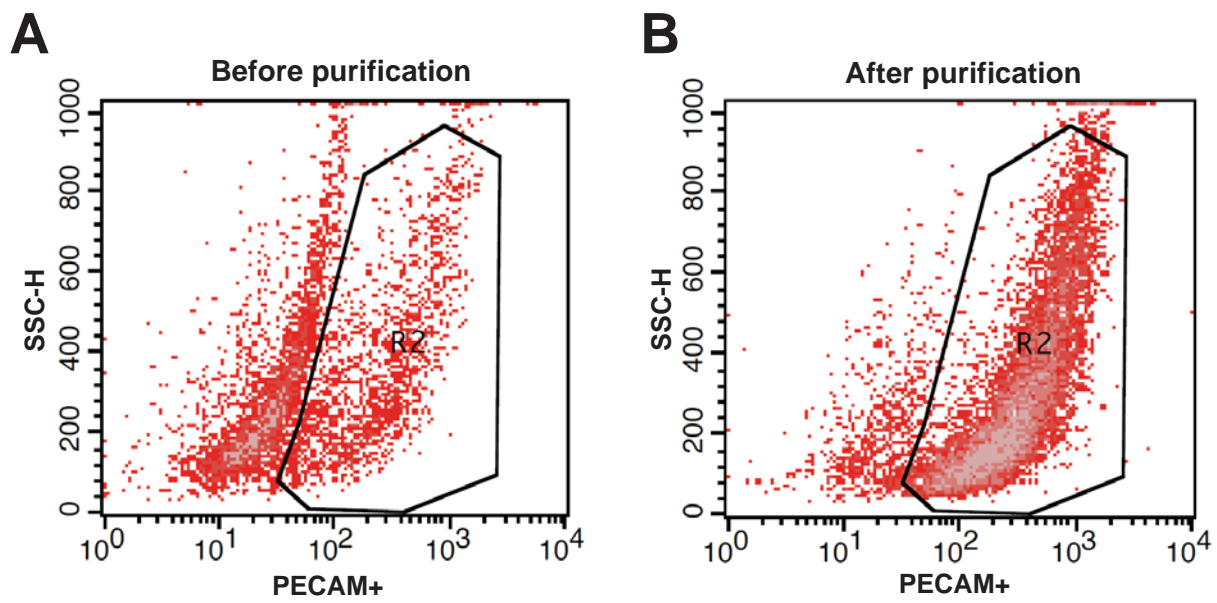 A
Before purification
SSC-H
1000
800
600
400
200
0
R2
10⁰ 10¹ 10² 10³ 10⁴
PECAM+
B
After purification
SSC-H
1000
800
600
400
200
0
R2
10⁰ 10¹ 10² 10³ 10⁴
PECAM+